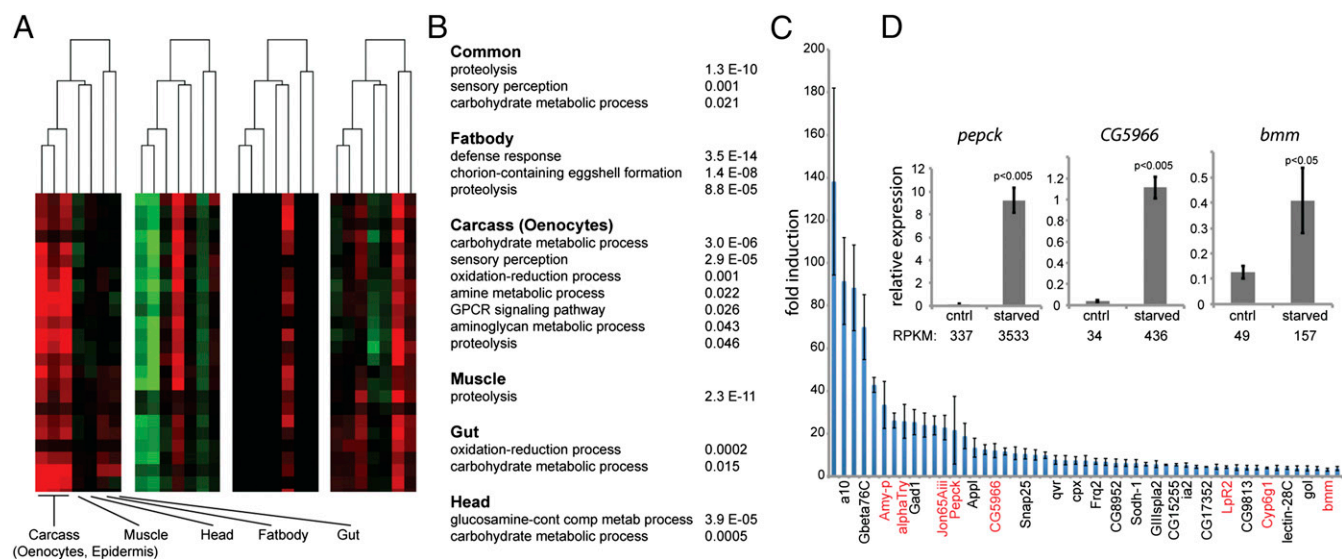 A
Carcass
(Oenocytes, Epidermis)
Muscle
Head
Fatbody
Gut
B
Common
proteolysis 1.3 E-10
sensory perception 0.001
carbohydrate metabolic process 0.021
Fatbody
defense response 3.5 E-14
chorion-containing eggshell formation 1.4 E-08
proteolysis 8.8 E-05
Carcass (Oenocytes)
carbohydrate metabolic process 3.0 E-06
sensory perception 2.9 E-05
oxidation-reduction process 0.001
amine metabolic process 0.022
GPCR signaling pathway 0.026
aminoglycan metabolic process 0.043
proteolysis 0.046
Muscle
proteolysis 2.3 E-11
Gut
oxidation-reduction process 0.0002
carbohydrate metabolic process 0.015
Head
glucosamine-cont comp metab process 3.9 E-05
carbohydrate metabolic process 0.0005
C
fold induction
200
180
160
140
120
100
80
60
40
20
0
a10
Gbeta76C
Amy-p
alphaTry
Gad1
Jon65Aiii
Pepck
Appl
CG5966
Snap25
qvr
cpx
Frq2
CG8952
Sodh-1
GIIIspla2
CG15255
ia2
CG17352
LpR2
CG9813
Cyp6g1
lectin-28C
gol
bmm
D
relative expression
pepck
p<0.005
12
10
8
6
4
2
0
cntrl starved
CG5966
p<0.005
1.2
1
0.8
0.6
0.4
0.2
0
cntrl starved
bmm
p<0.05
0.6
0.5
0.4
0.3
0.2
0.1
0
cntrl starved
RPKM: 337 3533 34 436 49 157